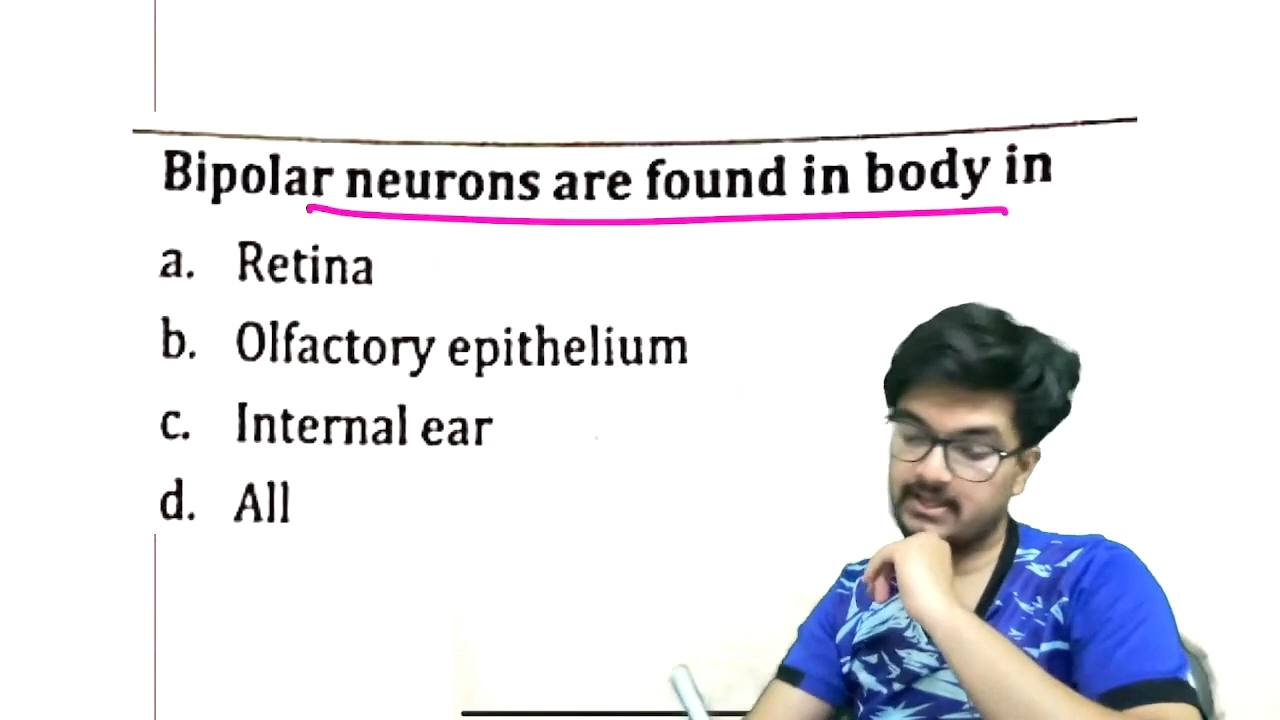 Bipolar neurons are found in body in
a. Retina
b. Olfactory epithelium
c. Internal ear
d. All